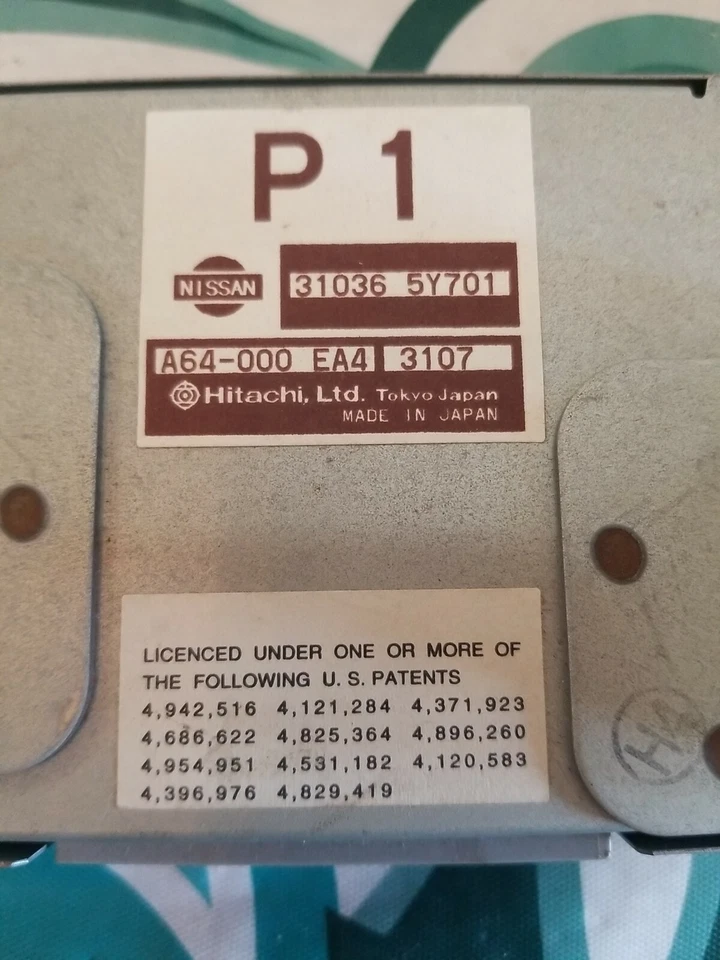 P 1
NISSAN 31036 5Y701
A64-000 EA4 3107
Hitachi, Ltd. Tokyo Japan
MADE IN JAPAN
LICENCED UNDER ONE OR MORE OF
THE FOLLOWING U.S. PATENTS
4,942,516 4,121,284 4,371,923
4,686,622 4,825,364 4,896,260
4,954,951 4,531,182 4,120,583
4,396,976 4,829,419